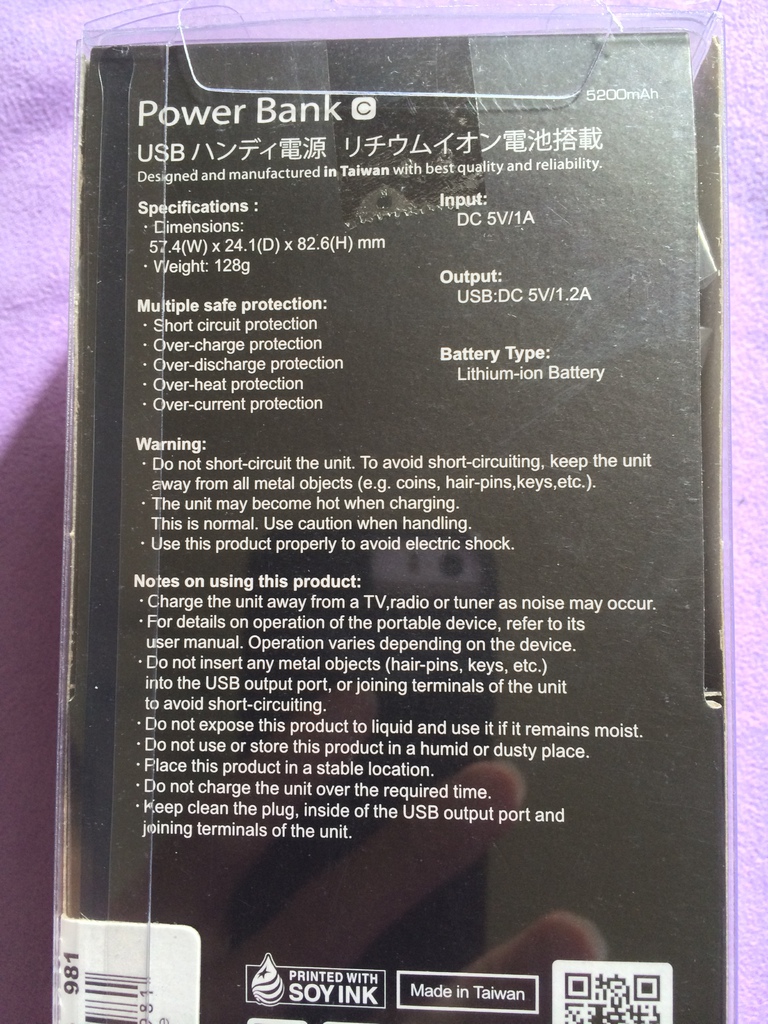 5200mAh
Power Bank C
USB ハンディ電源 リチウムイオン電池搭載
Designed and manufactured in Taiwan with best quality and reliability.
Specifications :
· Dimensions:
57.4(W) x 24.1(D) x 82.6(H) mm
· Weight: 128g
Input:
DC 5V/1A
Output:
USB:DC 5V/1.2A
Battery Type:
Lithium-ion Battery
Multiple safe protection:
· Short circuit protection
· Over-charge protection
· Over-discharge protection
· Over-heat protection
· Over-current protection
Warning:
· Do not short-circuit the unit. To avoid short-circuiting, keep the unit
away from all metal objects (e.g. coins, hair-pins,keys,etc.).
· The unit may become hot when charging.
This is normal. Use caution when handling.
· Use this product properly to avoid electric shock.
Notes on using this product:
· Charge the unit away from a TV,radio or tuner as noise may occur.
· For details on operation of the portable device, refer to its
user manual. Operation varies depending on the device.
· Do not insert any metal objects (hair-pins, keys, etc.)
into the USB output port, or joining terminals of the unit
to avoid short-circuiting.
· Do not expose this product to liquid and use it if it remains moist.
· Do not use or store this product in a humid or dusty place.
· Place this product in a stable location.
· Do not charge the unit over the required time.
· Keep clean the plug, inside of the USB output port and
joining terminals of the unit.
981
PRINTED WITH
SOY INK
Made in Taiwan